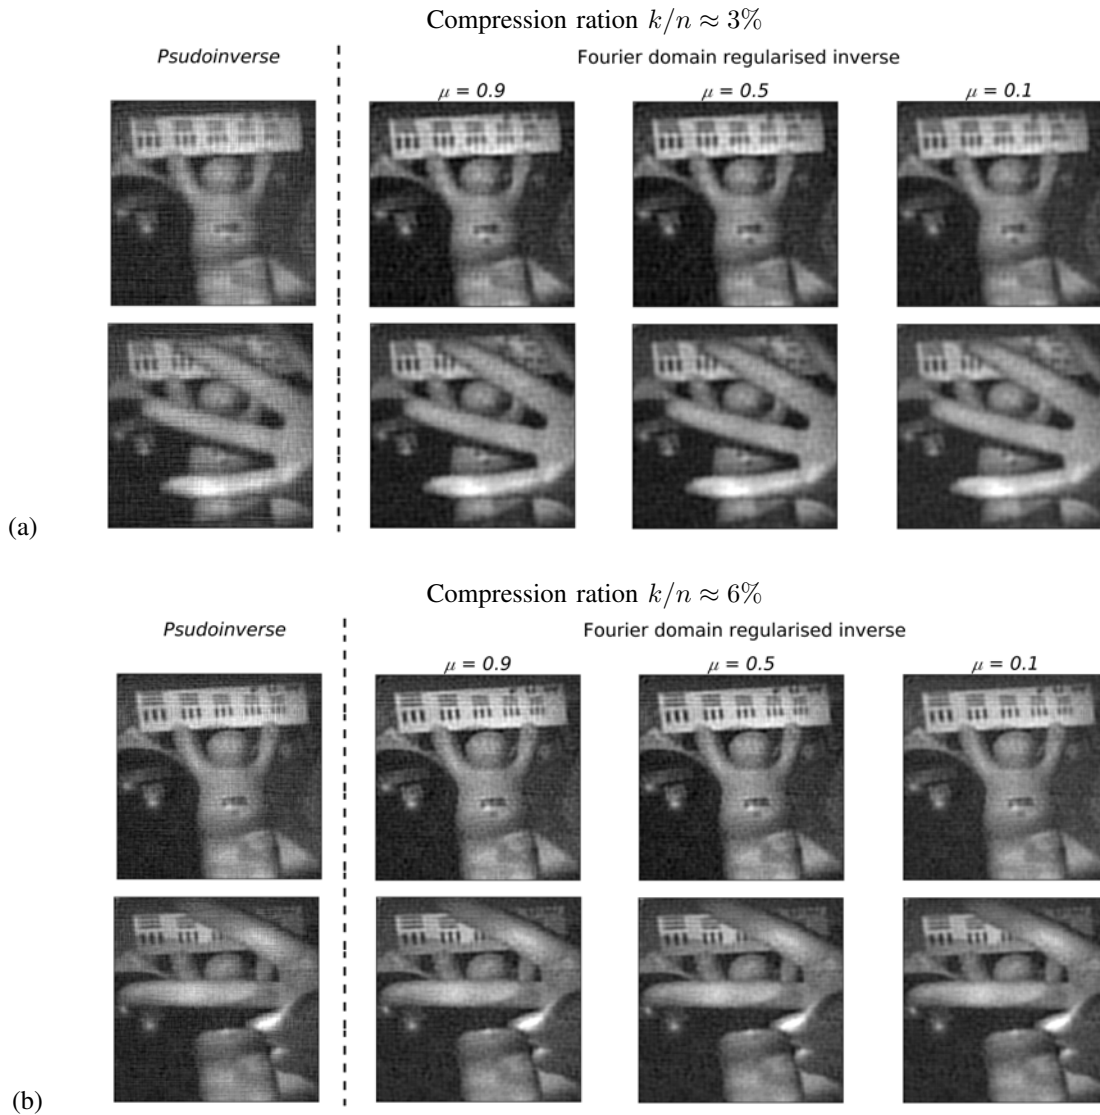 Compression ration k/n ≈ 3%
Psudoinverse
Fourier domain regularised inverse
μ = 0.9
μ = 0.5
μ = 0.1
(a)
Compression ration k/n ≈ 6%
Psudoinverse
Fourier domain regularised inverse
μ = 0.9
μ = 0.5
μ = 0.1
(b)